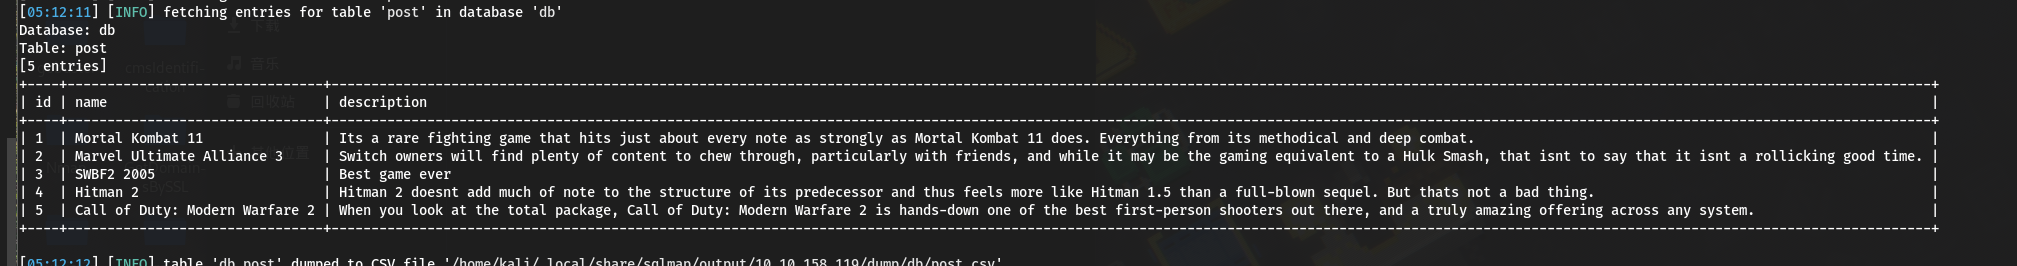 [05:12:11] [INFO] fetching entries for table 'post' in database 'db'
Database: db
Table: post
[5 entries]
+----+--------------------------------+------------------------------------------------------------------------------------------------------------------------------------------------------------------------------------------------------+
| id | name | description |
+----+--------------------------------+------------------------------------------------------------------------------------------------------------------------------------------------------------------------------------------------------+
| 1 | Mortal Kombat 11 | Its a rare fighting game that hits just about every note as strongly as Mortal Kombat 11 does. Everything from its methodical and deep combat. |
| 2 | Marvel Ultimate Alliance 3 | Switch owners will find plenty of content to chew through, particularly with friends, and while it may be the gaming equivalent to a Hulk Smash, that isnt to say that it isnt a rollicking good time. |
| 3 | SWBF2 2005 | Best game ever |
| 4 | Hitman 2 | Hitman 2 doesnt add much of note to the structure of its predecessor and thus feels more like Hitman 1.5 than a full-blown sequel. But thats not a bad thing. |
| 5 | Call of Duty: Modern Warfare 2 | When you look at the total package, Call of Duty: Modern Warfare 2 is hands-down one of the best first-person shooters out there, and a truly amazing offering across any system. |
+----+--------------------------------+------------------------------------------------------------------------------------------------------------------------------------------------------------------------------------------------------+
[05:12:12] [INFO] table 'db.post' dumped to CSV file '/home/kali/.local/share/sqlmap/output/10.10.158.119/dump/db/post.csv'
下载
音乐
回收站